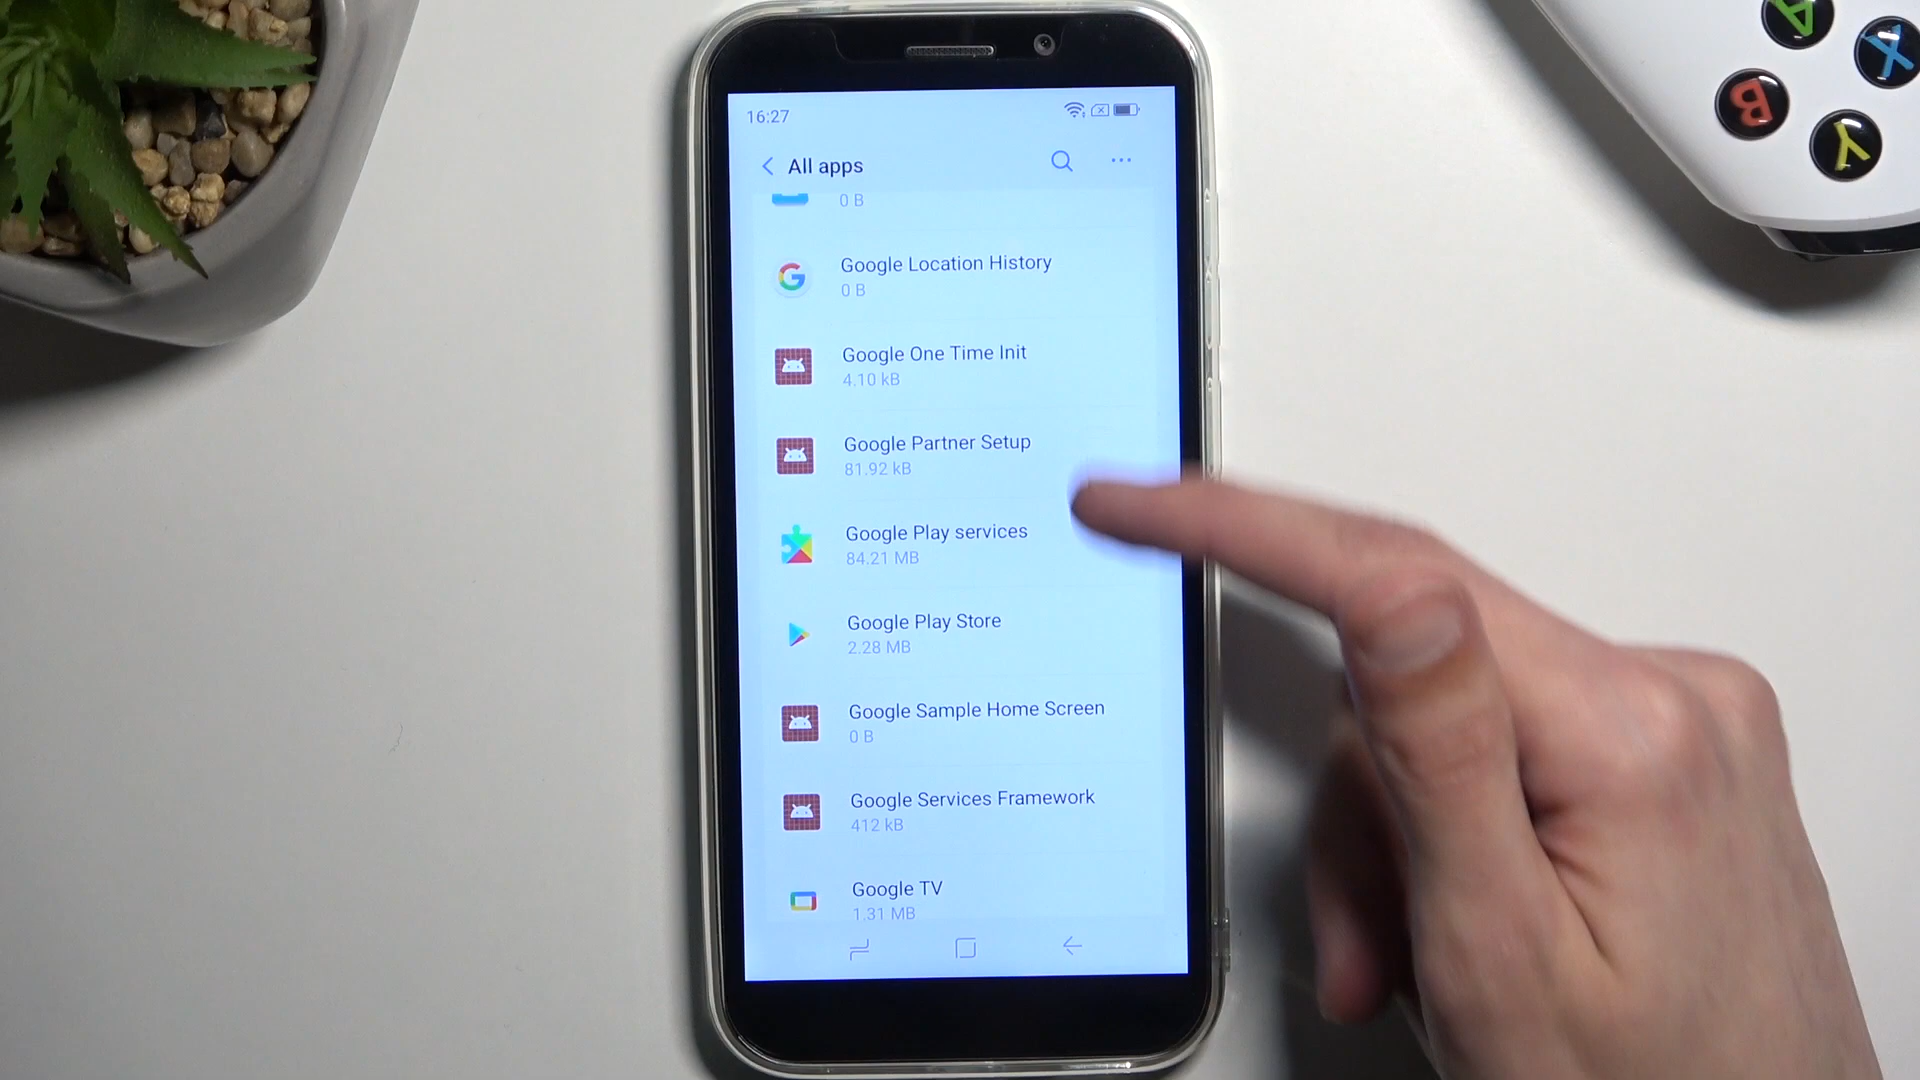 16:27
All apps
0 B
Google Location History
0 B
Google One Time Init
4.10 kB
Google Partner Setup
81.92 kB
Google Play services
84.21 MB
Google Play Store
2.28 MB
Google Sample Home Screen
0 B
Google Services Framework
412 kB
Google TV
1.31 MB
A
X
B
Y